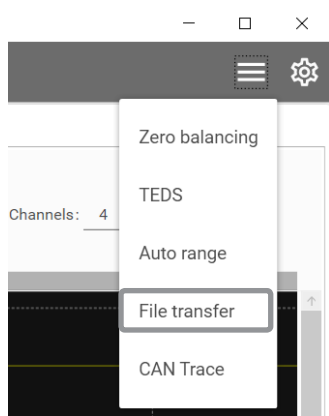 Zero balancing
TEDS
Channels: 4
Auto range
File transfer
CAN Trace